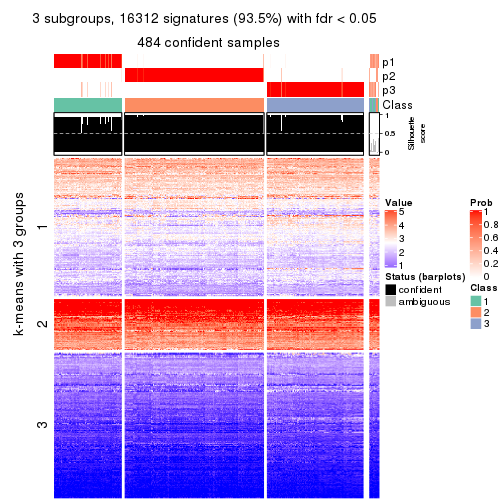 3 subgroups, 16312 signatures (93.5%) with fdr < 0.05
484 confident samples
p1
p2
p3
Class
1
0.5
0
Silhouette
score
k-means with 3 groups
1
2
3
Value
5
4
3
2
1
Status (barplots)
confident
ambiguous
Prob
1
0.8
0.6
0.4
0.2
0
Class
1
2
3